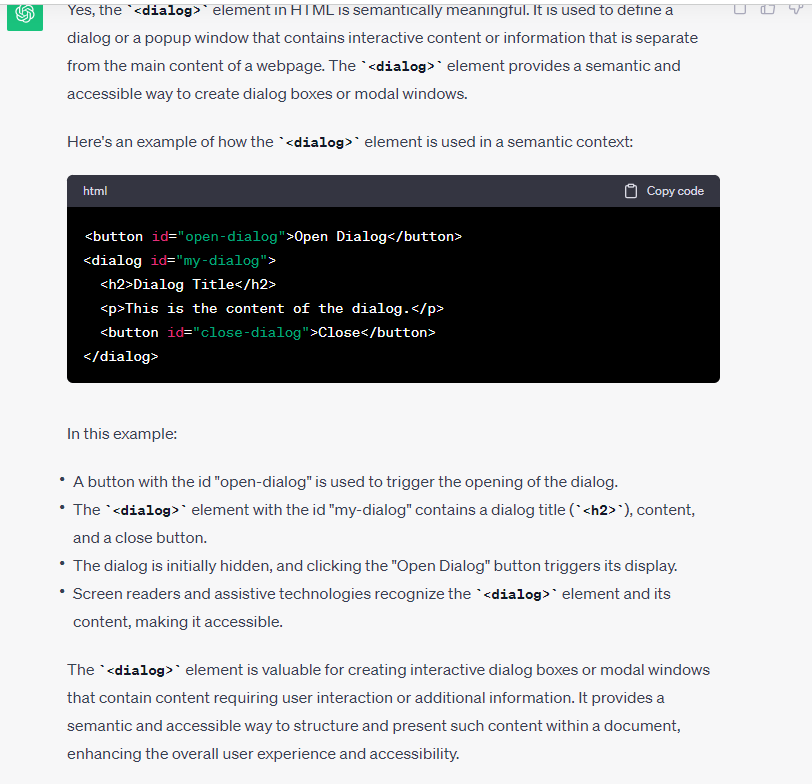 Yes, the `<dialog>` element in HTML is semantically meaningful. It is used to define a
dialog or a popup window that contains interactive content or information that is separate
from the main content of a webpage. The `<dialog>` element provides a semantic and
accessible way to create dialog boxes or modal windows.
Here's an example of how the `<dialog>` element is used in a semantic context:
html
Copy code
<button id="open-dialog">Open Dialog</button>
<dialog id="my-dialog">
  <h2>Dialog Title</h2>
  <p>This is the content of the dialog.</p>
  <button id="close-dialog">Close</button>
</dialog>
In this example:
• A button with the id "open-dialog" is used to trigger the opening of the dialog.
• The `<dialog>` element with the id "my-dialog" contains a dialog title (`<h2>`), content,
and a close button.
• The dialog is initially hidden, and clicking the "Open Dialog" button triggers its display.
• Screen readers and assistive technologies recognize the `<dialog>` element and its
content, making it accessible.
The `<dialog>` element is valuable for creating interactive dialog boxes or modal windows
that contain content requiring user interaction or additional information. It provides a
semantic and accessible way to structure and present such content within a document,
enhancing the overall user experience and accessibility.